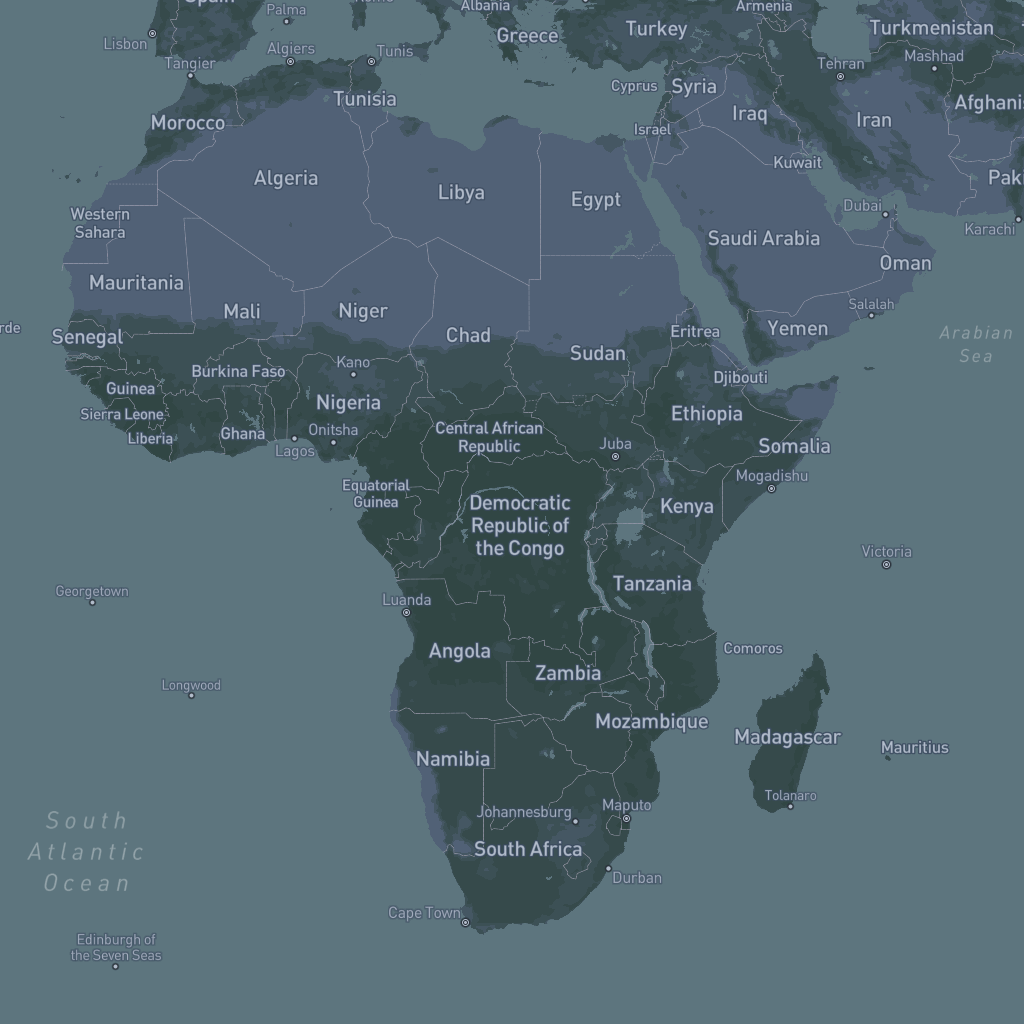 Spain
Palma
Rome
Albania
Armenia
Lisbon
Greece
Turkey
Turkmenistan
Algiers
Tunis
Tangier
Tehran
Mashhad
Cyprus
Syria
Tunisia
Afghanis
Morocco
Iraq
Iran
Israel
Kuwait
Algeria
Libya
Egypt
Paki
Western
Sahara
Dubai
Karachi
Saudi Arabia
Oman
Mauritania
Mali
Niger
Salalah
rde
Senegal
Chad
Sudan
Eritrea
Yemen
Arabian
Sea
Kano
Burkina Faso
Djibouti
Guinea
Nigeria
Sierra Leone
Ethiopia
Liberia
Ghana
Lagos
Onitsha
Central African
Republic
Juba
Somalia
Mogadishu
Equatorial
Guinea
Democratic
Republic of
the Congo
Kenya
Victoria
Georgetown
Luanda
Tanzania
Angola
Comoros
Zambia
Longwood
Mozambique
Madagascar
Mauritius
Namibia
Tolanaro
Johannesburg
Maputo
South
Atlantic
Ocean
South Africa
Durban
Cape Town
Edinburgh of
the Seven Seas